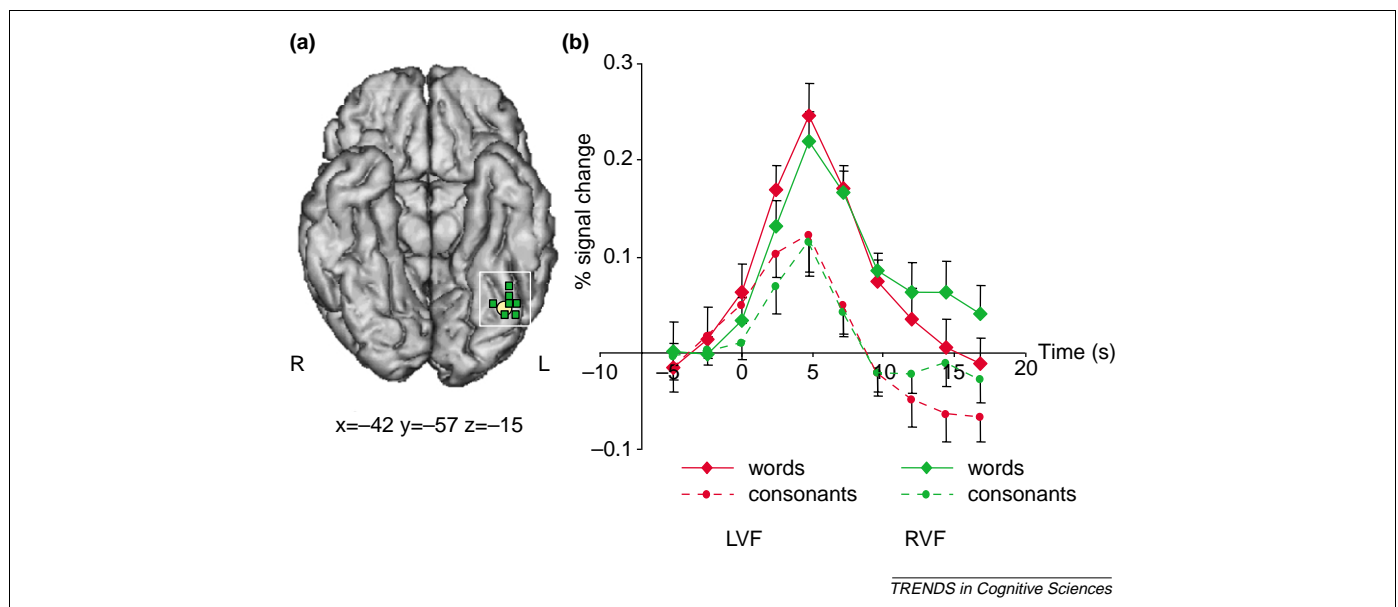 (a)
R
L
x=–42 y=–57 z=–15
(b)
% signal change
0.3
0.2
0.1
–0.1
–10
–5
0
5
10
15
20
Time (s)
words
consonants
LVF
words
consonants
RVF
TRENDS in Cognitive Sciences